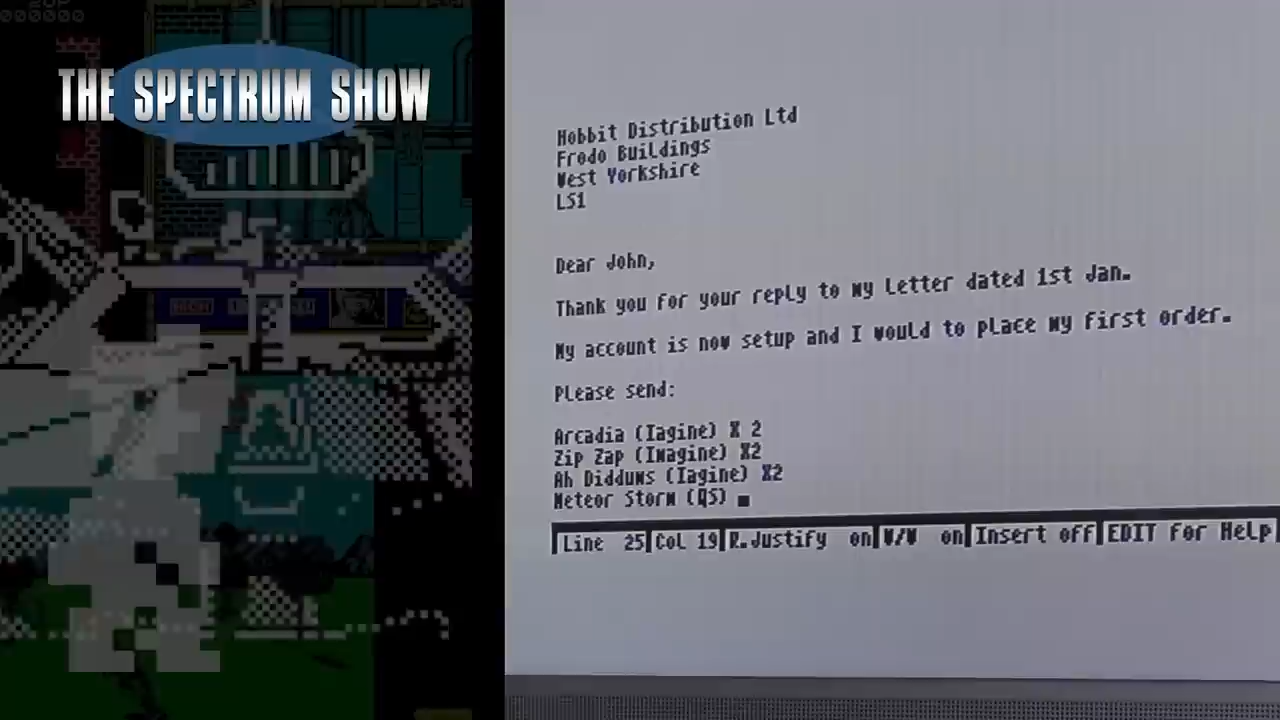 2UP
000000
THE SPECTRUM SHOW
Hobbit Distribution Ltd
Frodo Buildings
West Yorkshire
LS1
Dear John,
Thank you for your reply to my letter dated 1st Jan.
My account is now setup and I would to place my first order.
Please send:
Arcadia (Iagine) X 2
Zip Zap (Imagine) X2
Ah Diddums (Iagine) X2
Meteor Storm (QS)
Line 25 Col 19 R.Justify on W/W on Insert off EDIT for Help